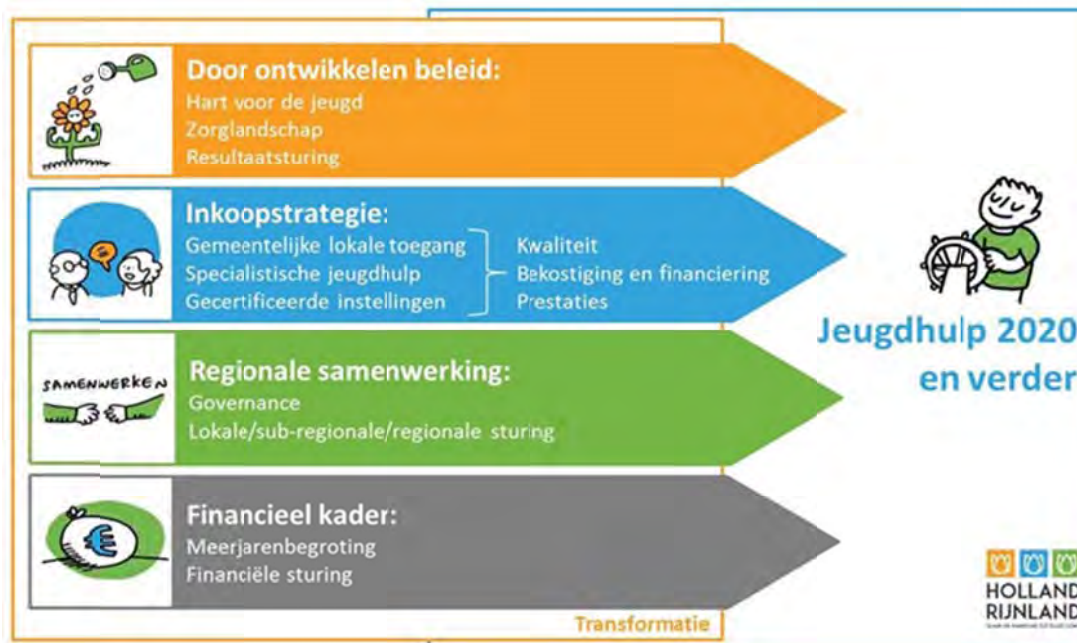 Door ontwikkelen beleid:
Hart voor de jeugd
Zorglandschap
Resultaatsturing
Inkoopstrategie:
Gemeentelijke lokale toegang
Specialistische jeugdhulp
Gecertificeerde instellingen
Kwaliteit
Bekostiging en financiering
Prestaties
SAMENWERKEN
Regionale samenwerking:
Governance
Lokale/sub-regionale/regionale sturing
€
Financieel kader:
Meerjarenbegroting
Financiële sturing
Transformatie
Jeugdhulp 2020
en verder
HOLLAND
RIJNLAND